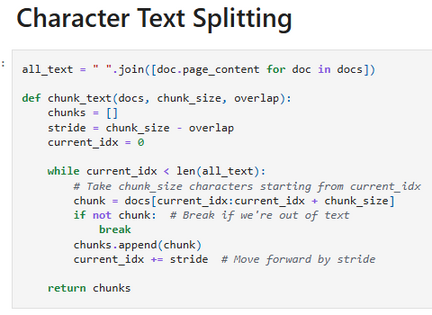 Character Text Splitting
:
all_text = " ".join([doc.page_content for doc in docs])
def chunk_text(docs, chunk_size, overlap):
    chunks = []
    stride = chunk_size - overlap
    current_idx = 0
    while current_idx < len(all_text):
        # Take chunk_size characters starting from current_idx
        chunk = docs[current_idx:current_idx + chunk_size]
        if not chunk:  # Break if we're out of text
            break
        chunks.append(chunk)
        current_idx += stride  # Move forward by stride
    return chunks